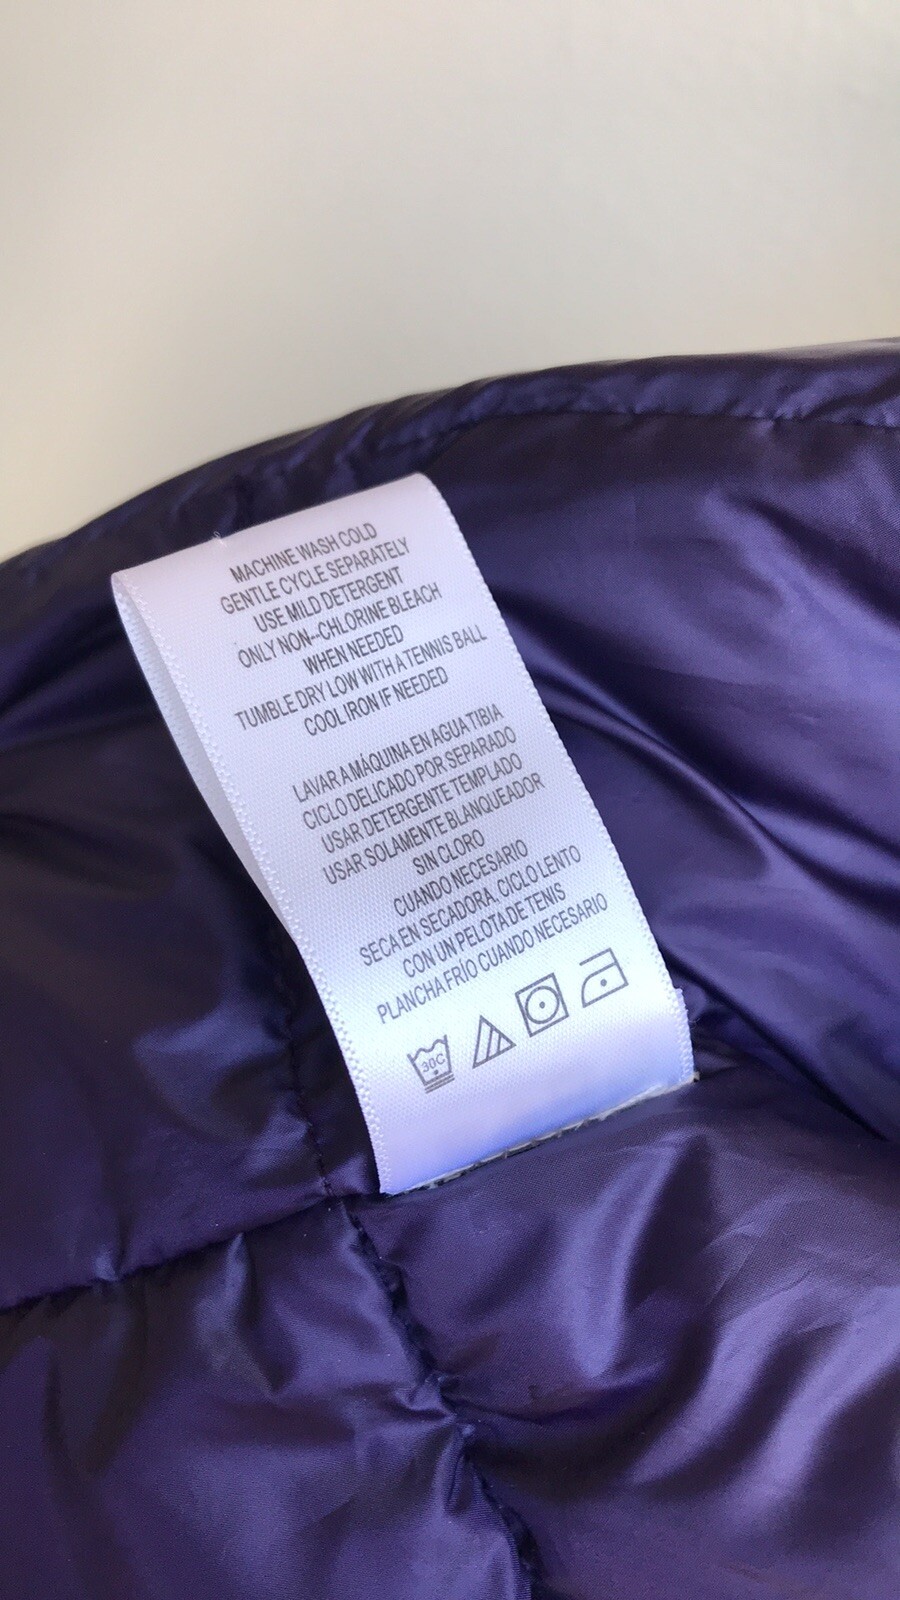 MACHINE WASH COLD
GENTLE CYCLE SEPARATELY
USE MILD DETERGENT
ONLY NON-CHLORINE BLEACH
WHEN NEEDED
TUMBLE DRY LOW WITH A TENNIS BALL
COOL IRON IF NEEDED
LAVAR A MÁQUINA EN AGUA TIBIA
CICLO DELICADO POR SEPARADO
USAR DETERGENTE TEMPLADO
USAR SOLAMENTE BLANQUEADOR
SIN CLORO
CUANDO NECESARIO
SECA EN SECADORA, CICLO LENTO
CON UN PELOTA DE TENIS
PLANCHA FRÍO CUANDO NECESARIO
30C